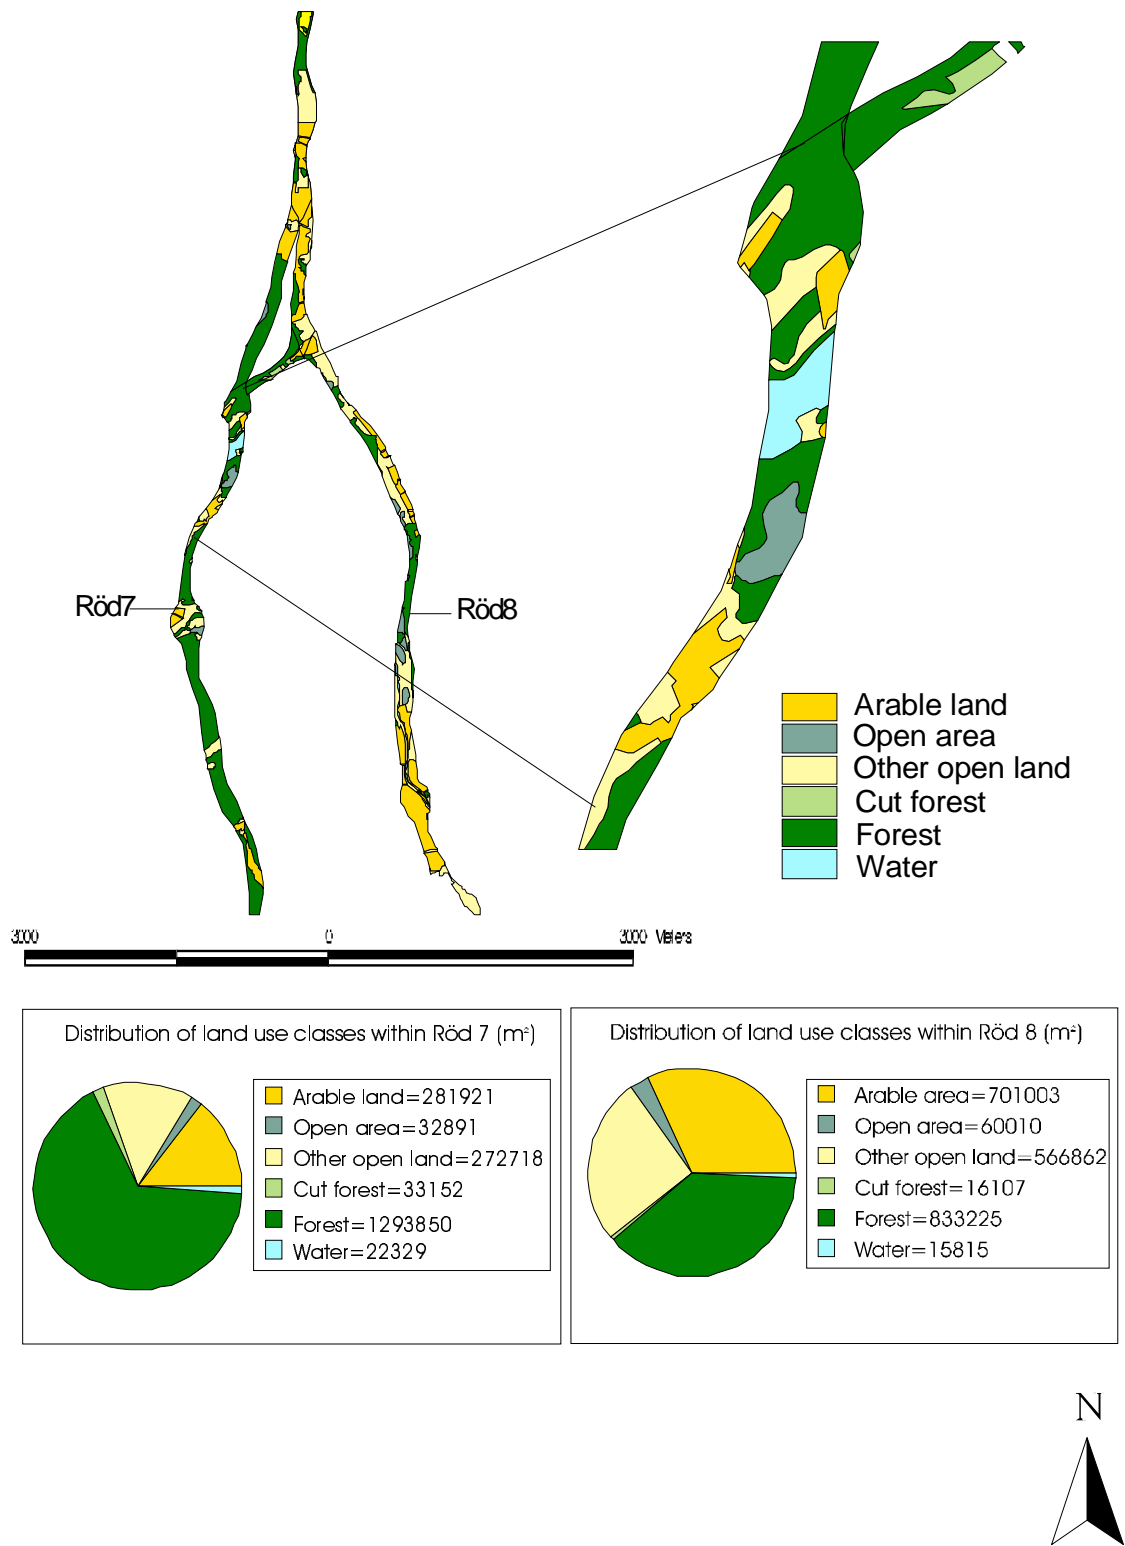 Röd7
Röd8
Arable land
Open area
Other open land
Cut forest
Forest
Water
3000 0 3000 Meters
Distribution of land use classes within Röd 7 (m²)
Arable land=281921
Open area=32891
Other open land=272718
Cut forest=33152
Forest=1293850
Water=22329
Distribution of land use classes within Röd 8 (m²)
Arable area=701003
Open area=60010
Other open land=566862
Cut forest=16107
Forest=833225
Water=15815
N